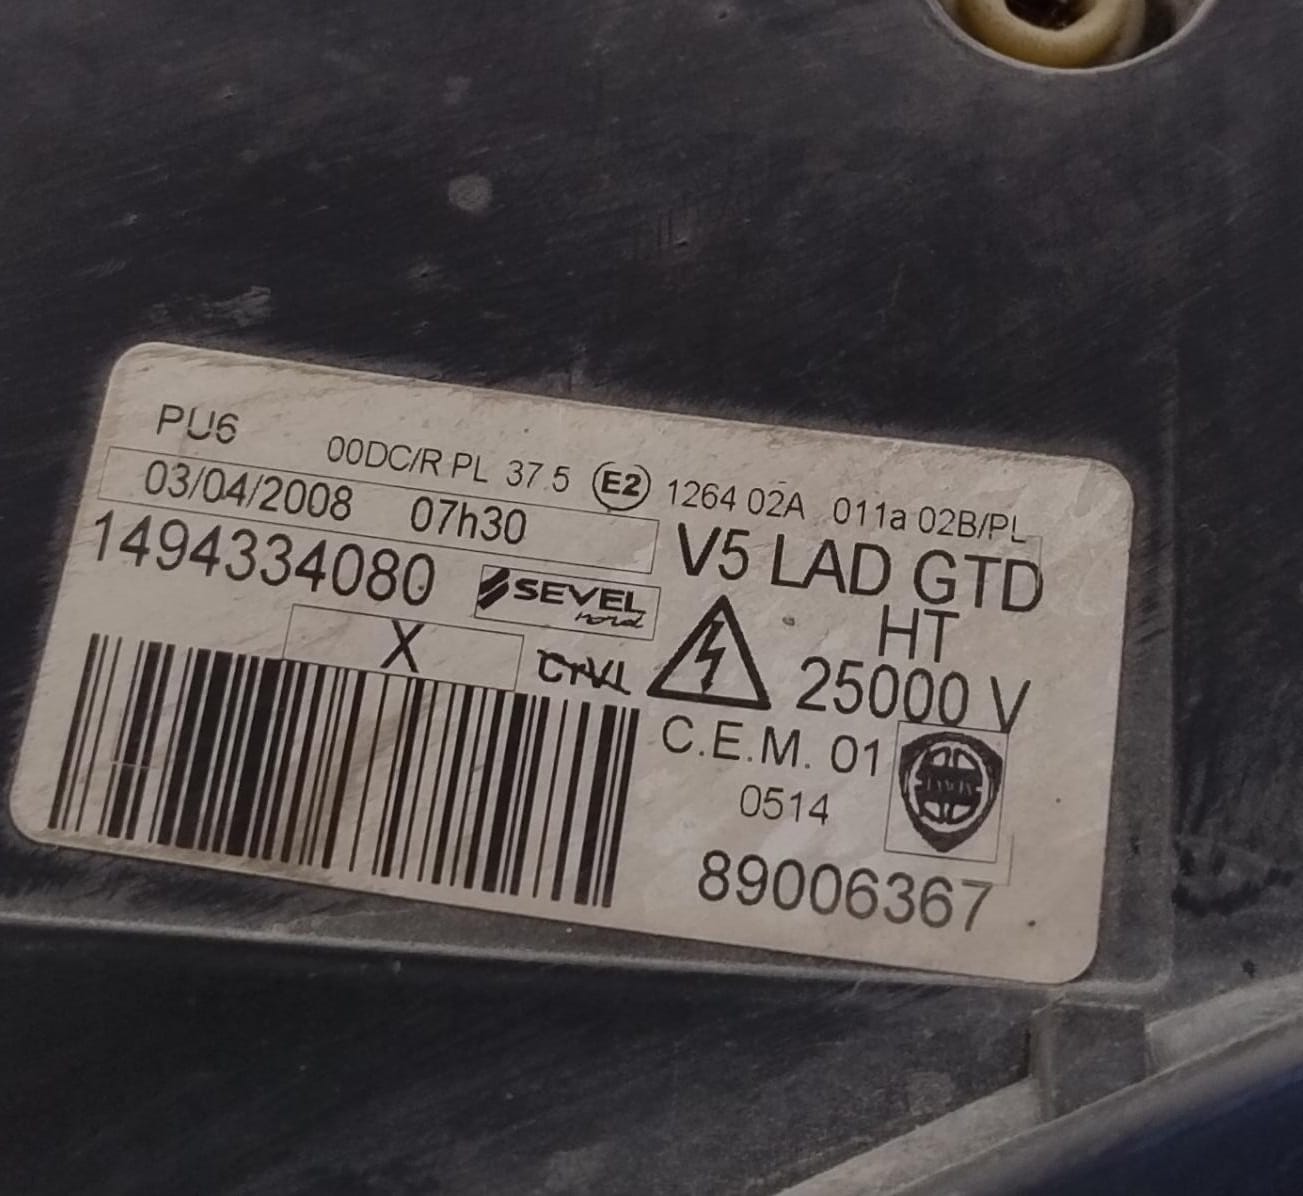 PU6
00DC/R PL 37.5 E2 1264 02A 011a 02B/PL
03/04/2008 07h30
V5 LAD GTD
1494334080
SEVEL
nord
HT
X
25000 V
C.E.M. 01
0514
89006367